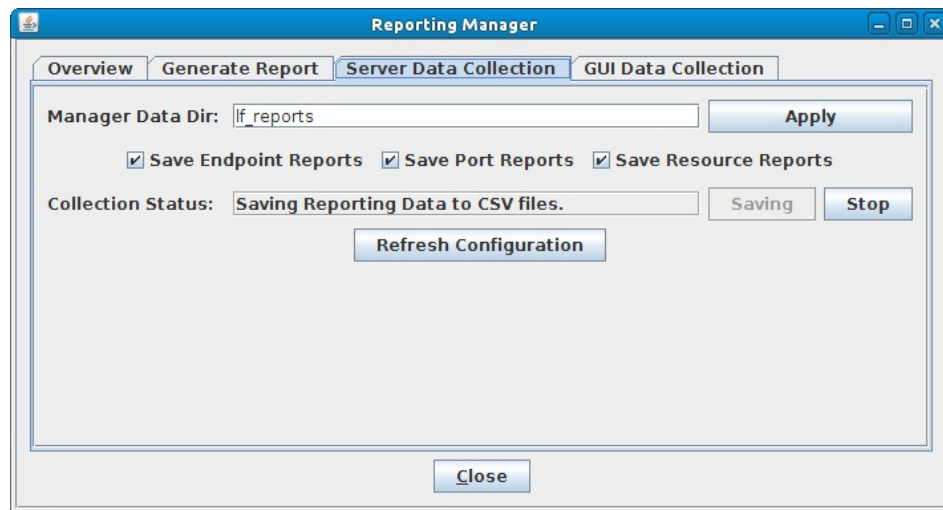 Reporting Manager
Overview Generate Report Server Data Collection GUI Data Collection
Manager Data Dir: lf_reports Apply
Save Endpoint Reports Save Port Reports Save Resource Reports
Collection Status: Saving Reporting Data to CSV files. Saving Stop
Refresh Configuration
Close